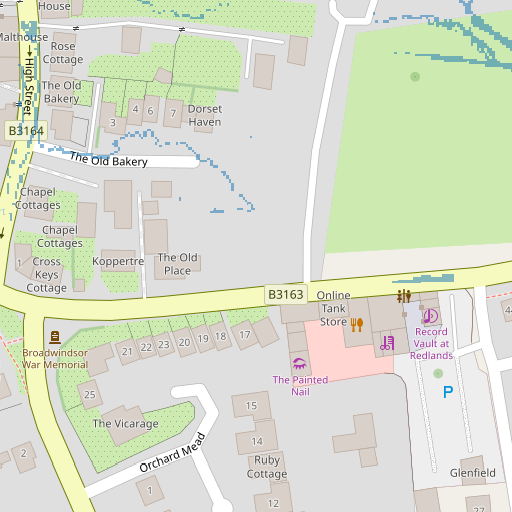 House
Malthouse
Rose
Cottage
→High Street
The Old
Bakery
3
4
6
7
Dorset
Haven
B3164
The Old Bakery
Chapel
Cottages
Chapel
Cottages
1
Cross
Keys
Cottage
Koppertre
The Old
Place
B3163
Online
Tank
Store
Record
Vault at
Redlands
44
Broadwindsor
War Memorial
21
22
23
20
19
18
17
The Painted
Nail
P
25
The Vicarage
15
14
Orchard Mead
Ruby
Cottage
2
1
12
Glenfield
27